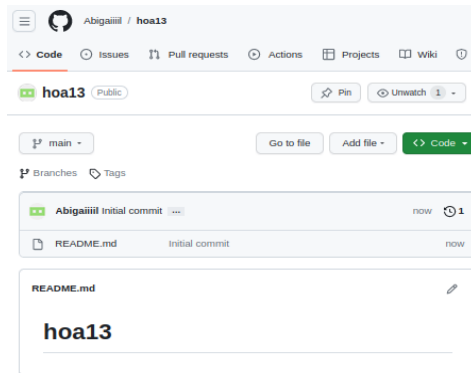 Abigaiiiil / hoa13
Code Issues Pull requests Actions Projects Wiki
hoa13 Public Pin Unwatch 1
main Go to file Add file Code
Branches Tags
Abigaiiiil Initial commit ... now 1
README.md Initial commit now
README.md
hoa13